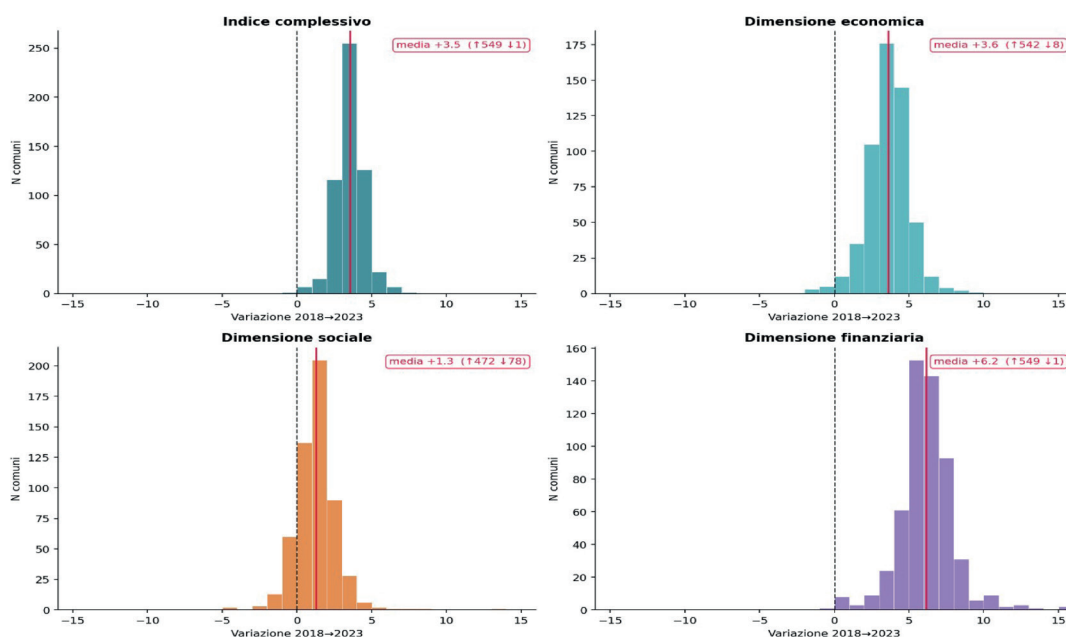 Indice complessivo
media +3.5 (↑549 ↓1)
N comuni
250
200
150
100
50
0
−15 −10 −5 0 5 10 15
Variazione 2018→2023
Dimensione economica
media +3.6 (↑542 ↓8)
N comuni
175
150
125
100
75
50
25
0
−15 −10 −5 0 5 10 15
Variazione 2018→2023
Dimensione sociale
media +1.3 (↑472 ↓78)
N comuni
200
175
150
125
100
75
50
25
0
−15 −10 −5 0 5 10 15
Variazione 2018→2023
Dimensione finanziaria
media +6.2 (↑549 ↓1)
N comuni
160
140
120
100
80
60
40
20
0
−15 −10 −5 0 5 10 15
Variazione 2018→2023